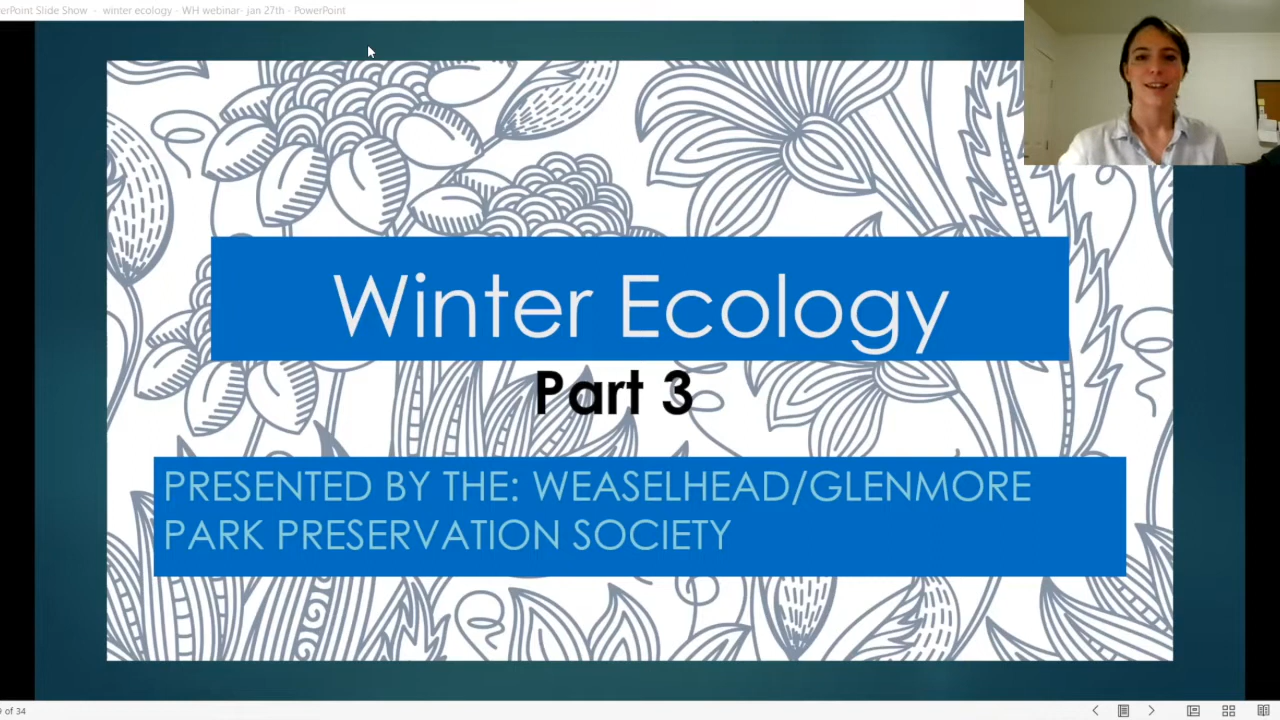 PowerPoint Slide Show - winter ecology - WH webinar- jan 27th - PowerPoint
Winter Ecology
Part 3
PRESENTED BY THE: WEASELHEAD/GLENMORE
PARK PRESERVATION SOCIETY
of 34